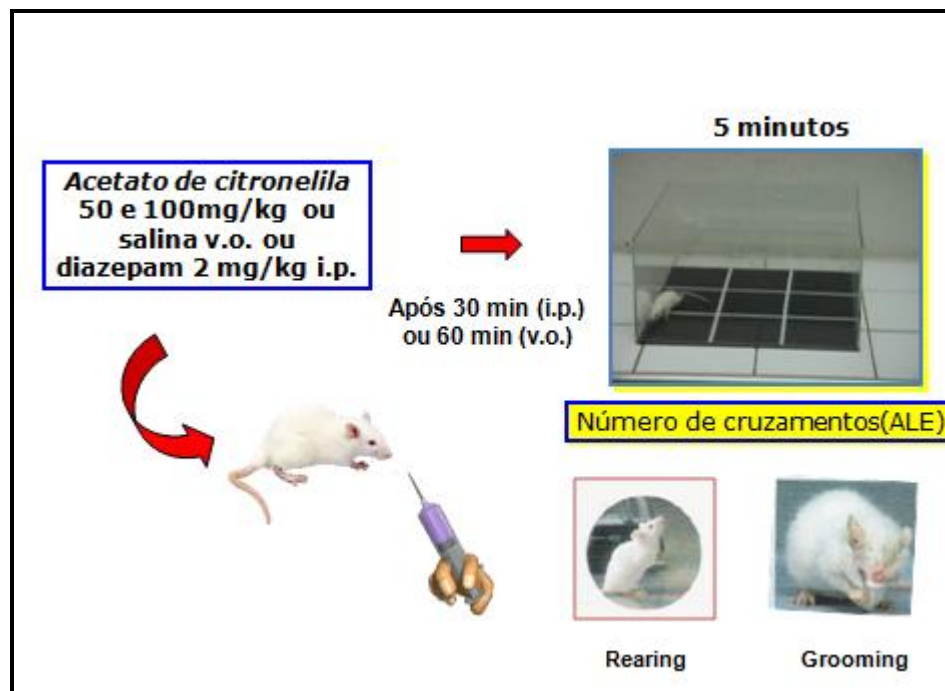 Acetato de citronelila
50 e 100mg/kg ou
salina v.o. ou
diazepam 2 mg/kg i.p.
Após 30 min (i.p.)
ou 60 min (v.o.)
5 minutos
Número de cruzamentos(ALE)
Rearing
Grooming